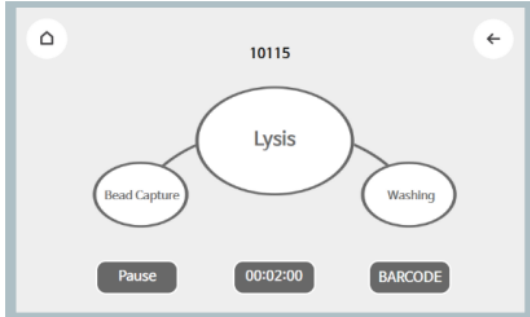 10115
Lysis
Bead Capture
Washing
Pause
00:02:00
BARCODE